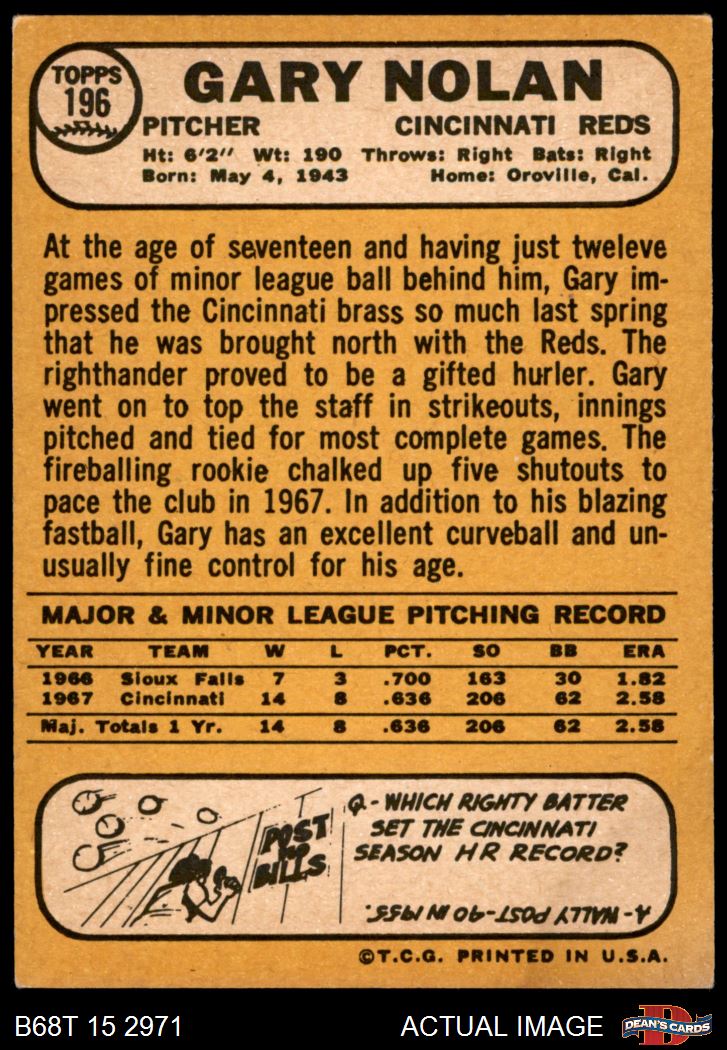 TOPPS
196
GARY NOLAN
PITCHER CINCINNATI REDS
Ht: 6'2" Wt: 190 Throws: Right Bats: Right
Born: May 4, 1943 Home: Oroville, Cal.
At the age of seventeen and having just tweleve
games of minor league ball behind him, Gary im-
pressed the Cincinnati brass so much last spring
that he was brought north with the Reds. The
righthander proved to be a gifted hurler. Gary
went on to top the staff in strikeouts, innings
pitched and tied for most complete games. The
fireballing rookie chalked up five shutouts to
pace the club in 1967. In addition to his blazing
fastball, Gary has an excellent curveball and un-
usually fine control for his age.
MAJOR & MINOR LEAGUE PITCHING RECORD
YEAR TEAM W L PCT. SO BB ERA
1966 Sioux Falls 7 3 .700 163 30 1.82
1967 Cincinnati 14 8 .636 206 62 2.58
Maj. Totals 1 Yr. 14 8 .636 206 62 2.58
POST
NO
BILLS
Q-WHICH RIGHTY BATTER
SET THE CINCINNATI
SEASON HR RECORD?
A-WALLY POST-40 IN 1955.
©T.C.G. PRINTED IN U.S.A.
B68T 15 2971 ACTUAL IMAGE
DEAN'S CARDS